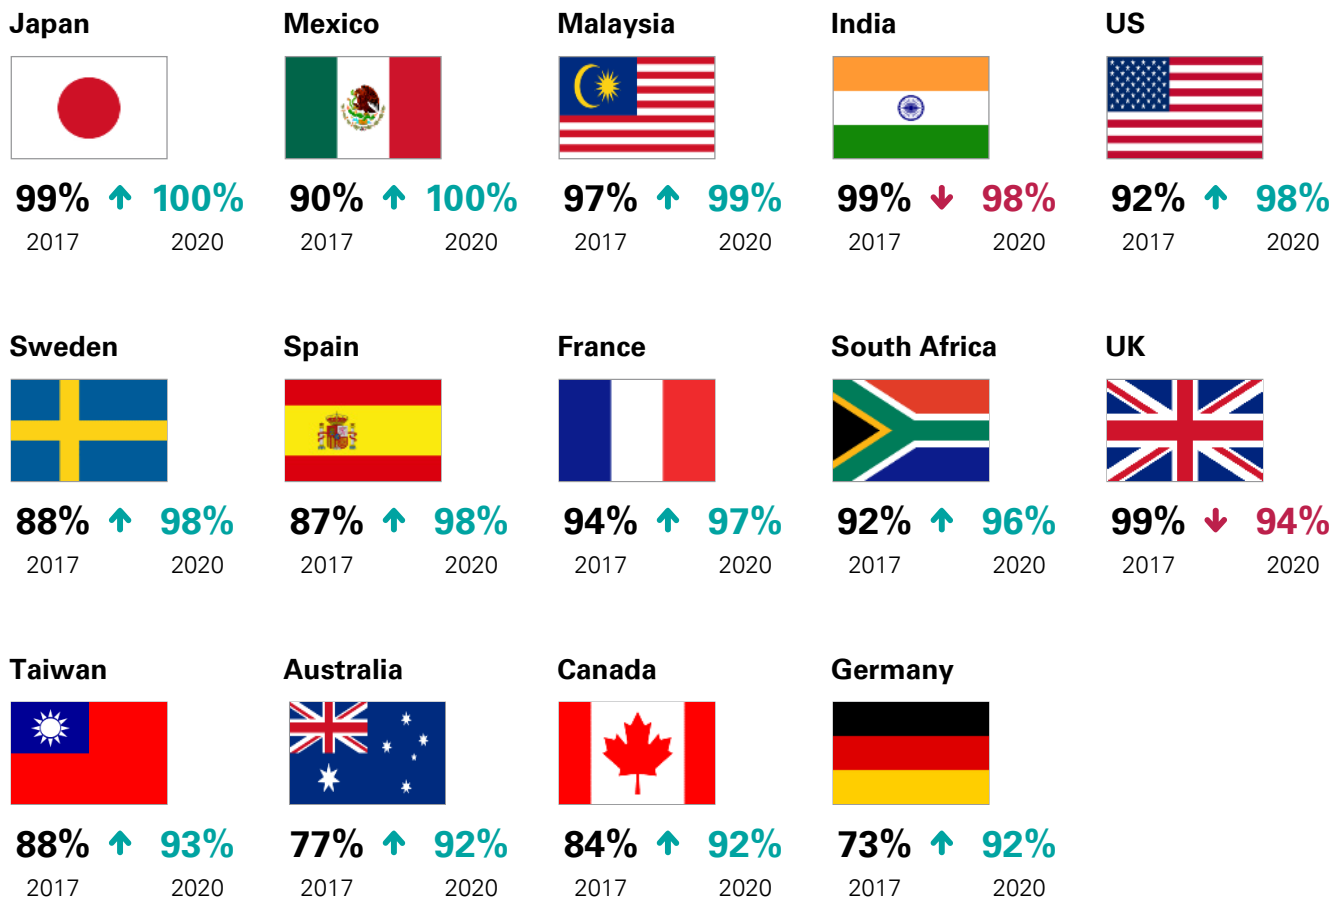 Japan Mexico Malaysia India US
99% 100% 90% 100% 97% 99% 99% 98% 92% 98%
2017 2020 2017 2020 2017 2020 2017 2020 2017 2020
Sweden Spain France South Africa UK
88% 98% 87% 98% 94% 97% 92% 96% 99% 94%
2017 2020 2017 2020 2017 2020 2017 2020 2017 2020
Taiwan Australia Canada Germany
88% 93% 77% 92% 84% 92% 73% 92%
2017 2020 2017 2020 2017 2020 2017 2020